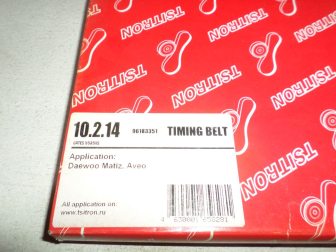 TSITRON
TSITRON
TSITRON
TSITRON
TSITRON
10.2.14 96183351 TIMING BELT
Application:
Daewoo Matiz, Aveo
All application on:
www.tsitron.ru